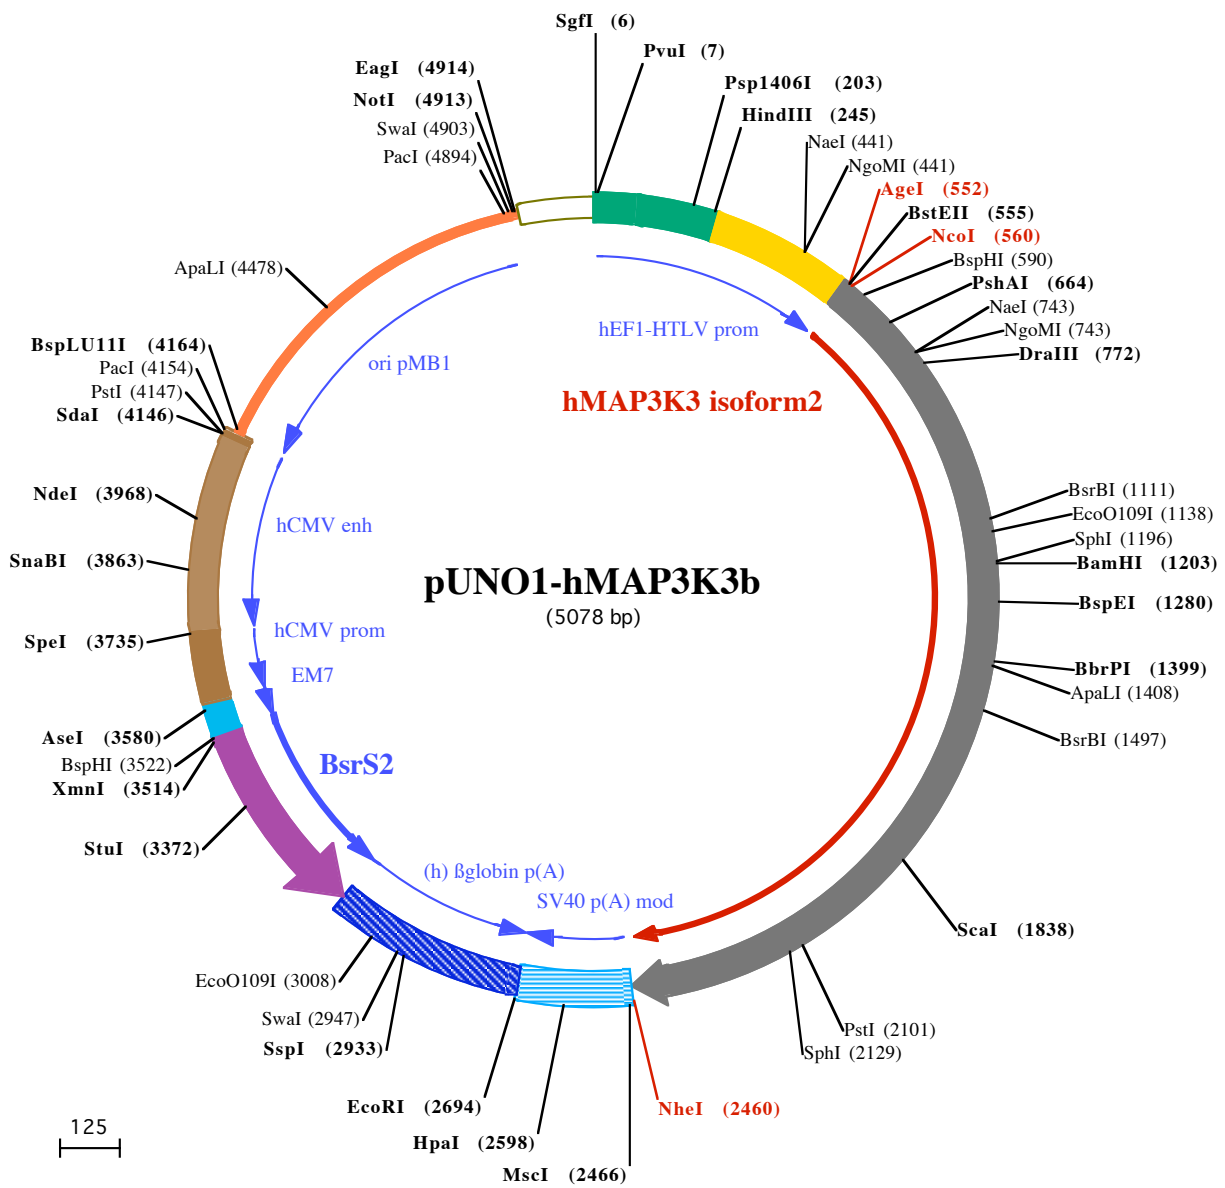 SgfI (6)
PvuI (7)
EagI (4914)
Psp1406I (203)
NotI (4913)
HindIII (245)
SwaI (4903)
NaeI (441)
PacI (4894)
NgoMI (441)
AgeI (552)
BstEII (555)
NcoI (560)
BspHI (590)
ApaLI (4478)
PshAI (664)
NaeI (743)
hEF1-HTLV prom
NgoMI (743)
BspLU11I (4164)
DraIII (772)
ori pMB1
PacI (4154)
PstI (4147)
hMAP3K3 isoform2
SdaI (4146)
NdeI (3968)
BsrBI (1111)
EcoO109I (1138)
hCMV enh
SphI (1196)
SnaBI (3863)
BamHI (1203)
pUNO1-hMAP3K3b
(5078 bp)
BspEI (1280)
hCMV prom
SpeI (3735)
BbrPI (1399)
EM7
ApaLI (1408)
AseI (3580)
BsrBI (1497)
BspHI (3522)
BsrS2
XmnI (3514)
StuI (3372)
(h) ßglobin p(A)
SV40 p(A) mod
ScaI (1838)
EcoO109I (3008)
SwaI (2947)
PstI (2101)
SspI (2933)
SphI (2129)
EcoRI (2694)
NheI (2460)
125
HpaI (2598)
MscI (2466)